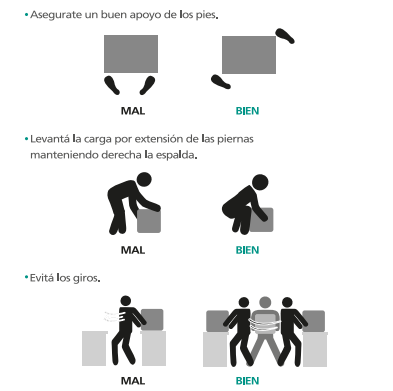 • Asegurate un buen apoyo de los pies.
MAL BIEN
• Levantá la carga por extensión de las piernas
manteniendo derecha la espalda.
MAL BIEN
• Evitá los giros.
MAL BIEN